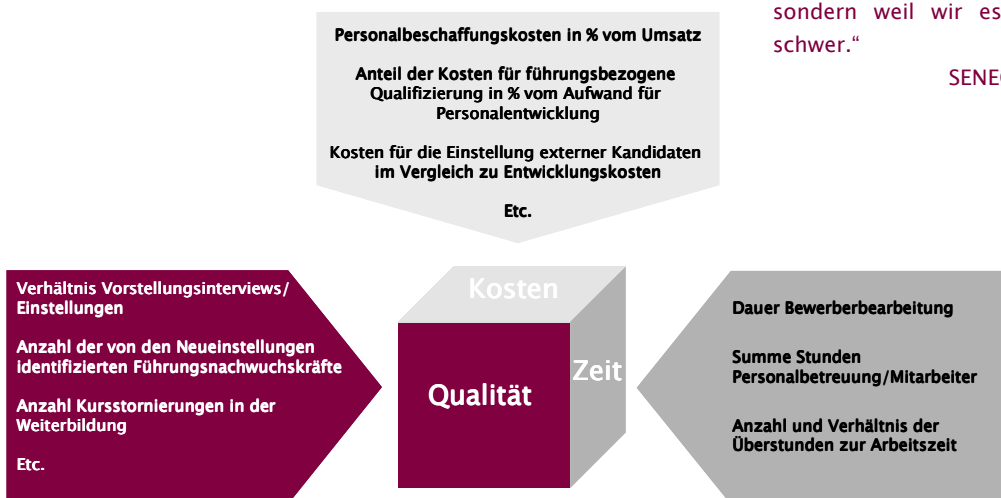 sondern weil wir es
schwer.“
Personalbeschaffungskosten in % vom Umsatz
Anteil der Kosten für führungsbezogene
Qualifizierung in % vom Aufwand für
Personalentwicklung
Kosten für die Einstellung externer Kandidaten
im Vergleich zu Entwicklungskosten
Etc.
Kosten
Qualität
Zeit
Verhältnis Vorstellungsinterviews/
Einstellungen
Anzahl der von den Neueinstellungen
identifizierten Führungsnachwuchskräfte
Anzahl Kursstornierungen in der
Weiterbildung
Etc.
Dauer Bewerberbearbeitung
Summe Stunden
Personalbetreuung/Mitarbeiter
Anzahl und Verhältnis der
Überstunden zur Arbeitszeit